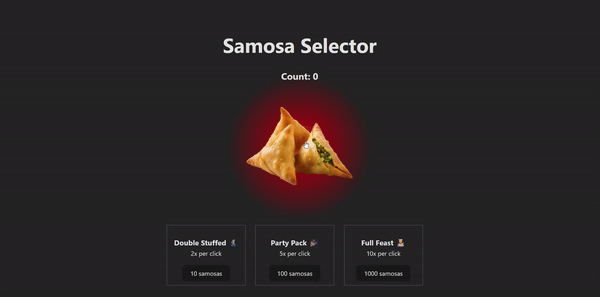 Samosa Selector
Count: 0
Double Stuffed
2x per click
10 samosas
Party Pack 🎉
5x per click
100 samosas
Full Feast
10x per click
1000 samosas